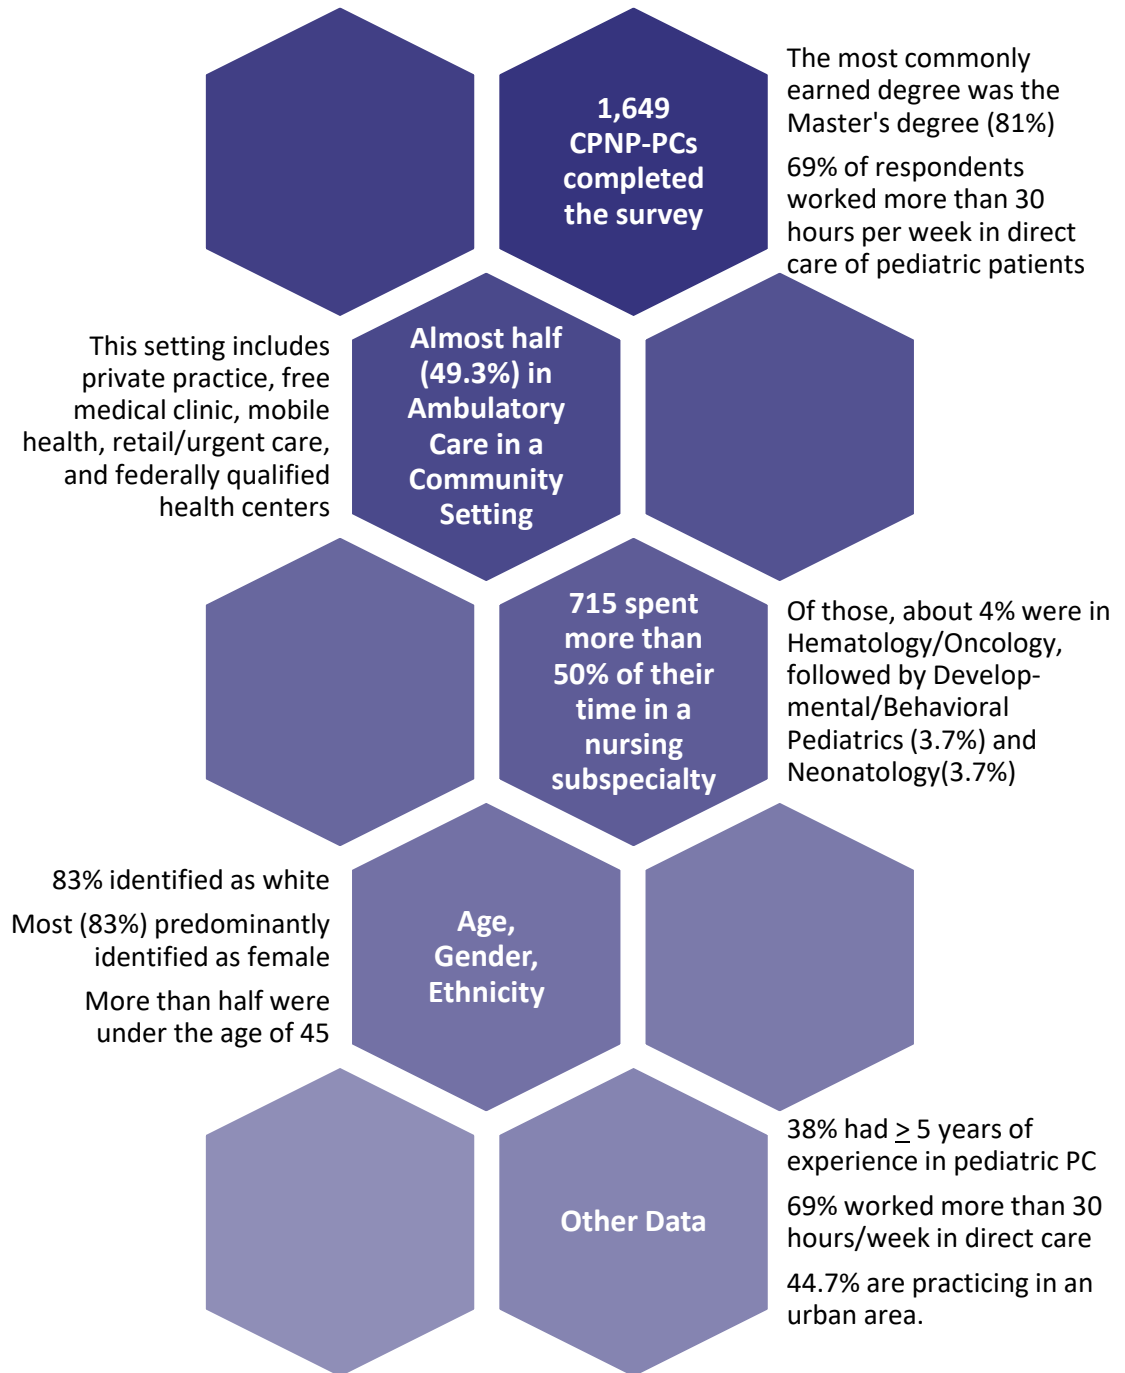 1,649
CPNP-PCs
completed
the survey
The most commonly
earned degree was the
Master's degree (81%)
69% of respondents
worked more than 30
hours per week in direct
care of pediatric patients
This setting includes
private practice, free
medical clinic, mobile
health, retail/urgent care,
and federally qualified
health centers
Almost half
(49.3%) in
Ambulatory
Care in a
Community
Setting
715 spent
more than
50% of their
time in a
nursing
subspecialty
Of those, about 4% were in
Hematology/Oncology,
followed by Develop-
mental/Behavioral
Pediatrics (3.7%) and
Neonatology(3.7%)
83% identified as white
Most (83%) predominantly
identified as female
More than half were
under the age of 45
Age,
Gender,
Ethnicity
Other Data
38% had ≥ 5 years of
experience in pediatric PC
69% worked more than 30
hours/week in direct care
44.7% are practicing in an
urban area.